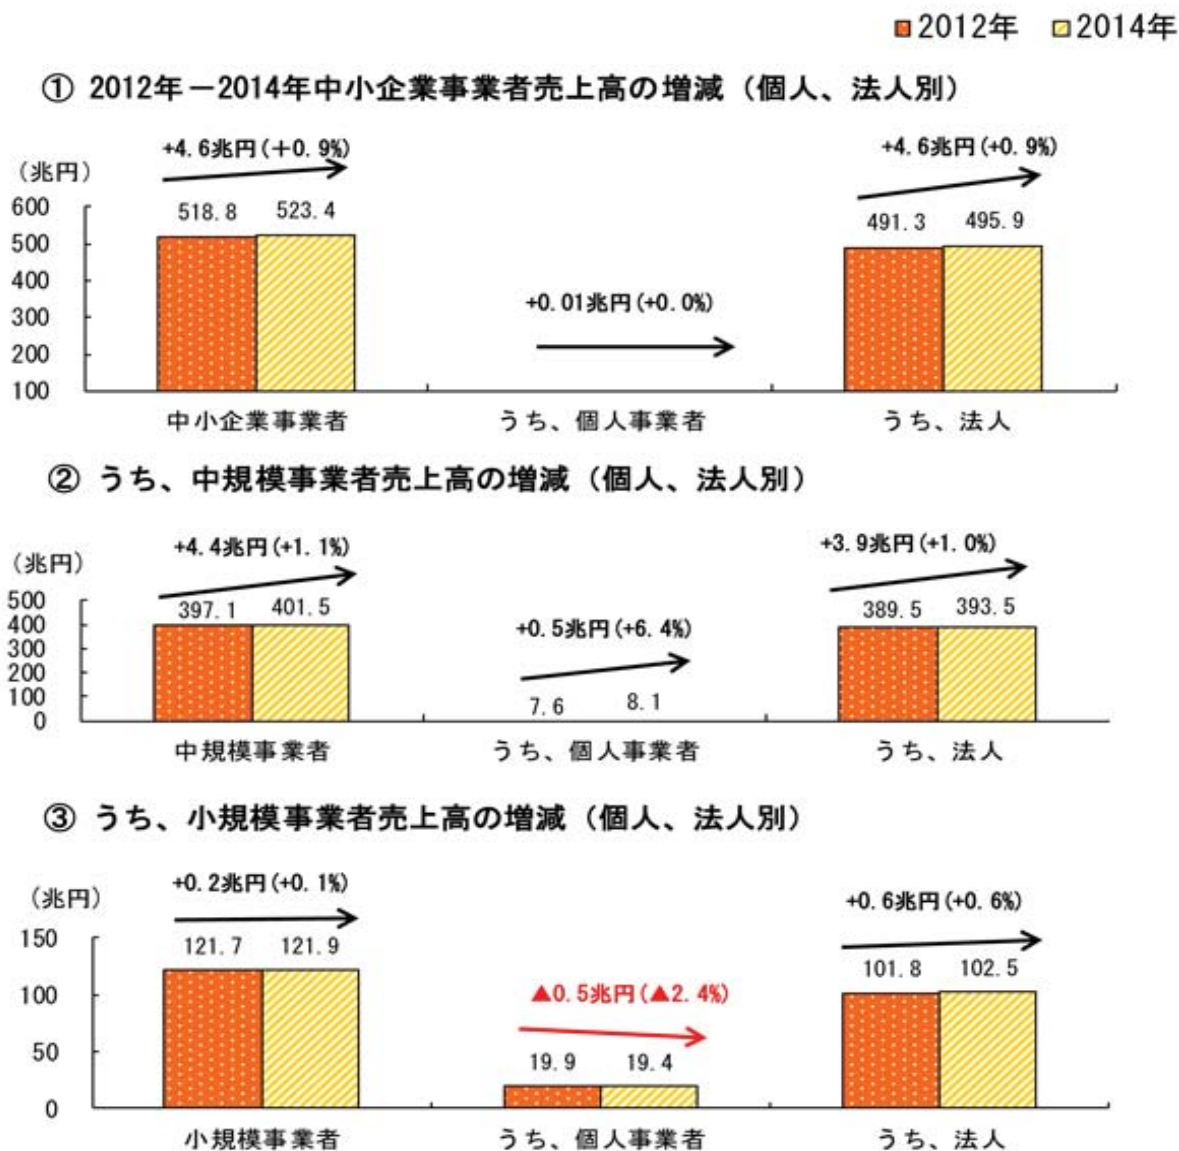 2012年 2014年
① 2012年－2014年中小企業事業者売上高の増減（個人、法人別）
+4.6兆円(＋0.9%)
+4.6兆円(+0.9%)
（兆円）
600
518.8 523.4
491.3 495.9
500
400
+0.01兆円(+0.0%)
300
200
100
中小企業事業者 うち、個人事業者 うち、法人
② うち、中規模事業者売上高の増減（個人、法人別）
+4.4兆円(+1.1%)
+3.9兆円(+1.0%)
（兆円）
500
397.1 401.5
389.5 393.5
400
+0.5兆円(+6.4%)
300
200
100
7.6 8.1
0
中規模事業者 うち、個人事業者 うち、法人
③ うち、小規模事業者売上高の増減（個人、法人別）
+0.2兆円(+0.1%)
+0.6兆円(+0.6%)
（兆円）
150
121.7 121.9
101.8 102.5
100
▲0.5兆円(▲2.4%)
50
19.9 19.4
0
小規模事業者 うち、個人事業者 うち、法人